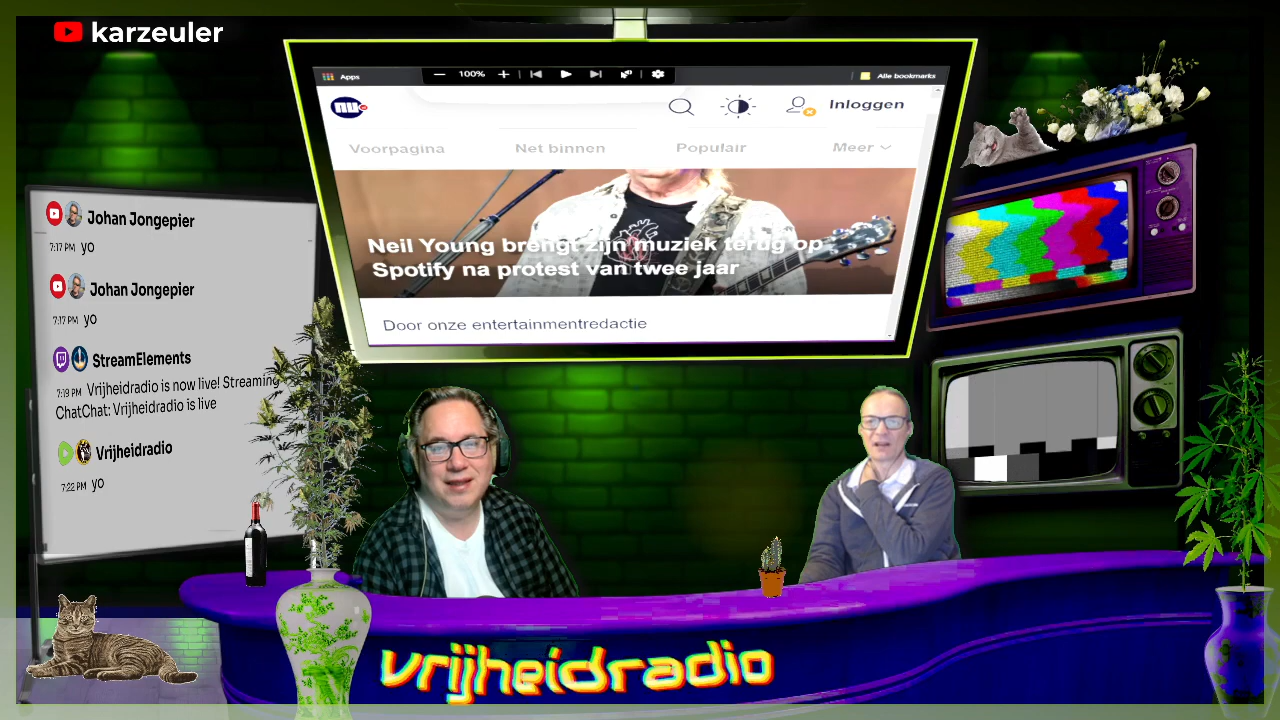 karzeuler
Apps
100%
Alle bookmarks
nu
Inloggen
Voorpagina
Net binnen
Populair
Meer
Neil Young brengt zijn muziek terug op
Spotify na protest van twee jaar
Door onze entertainmentredactie
Johan Jongepier
7:17 PM yo
Johan Jongepier
7:17 PM yo
StreamElements
7:19 PM Vrijheidradio is now live! Streaming
ChatChat: Vrijheidradio is live
Vrijheidradio
7:22 PM yo
vrijheidradio